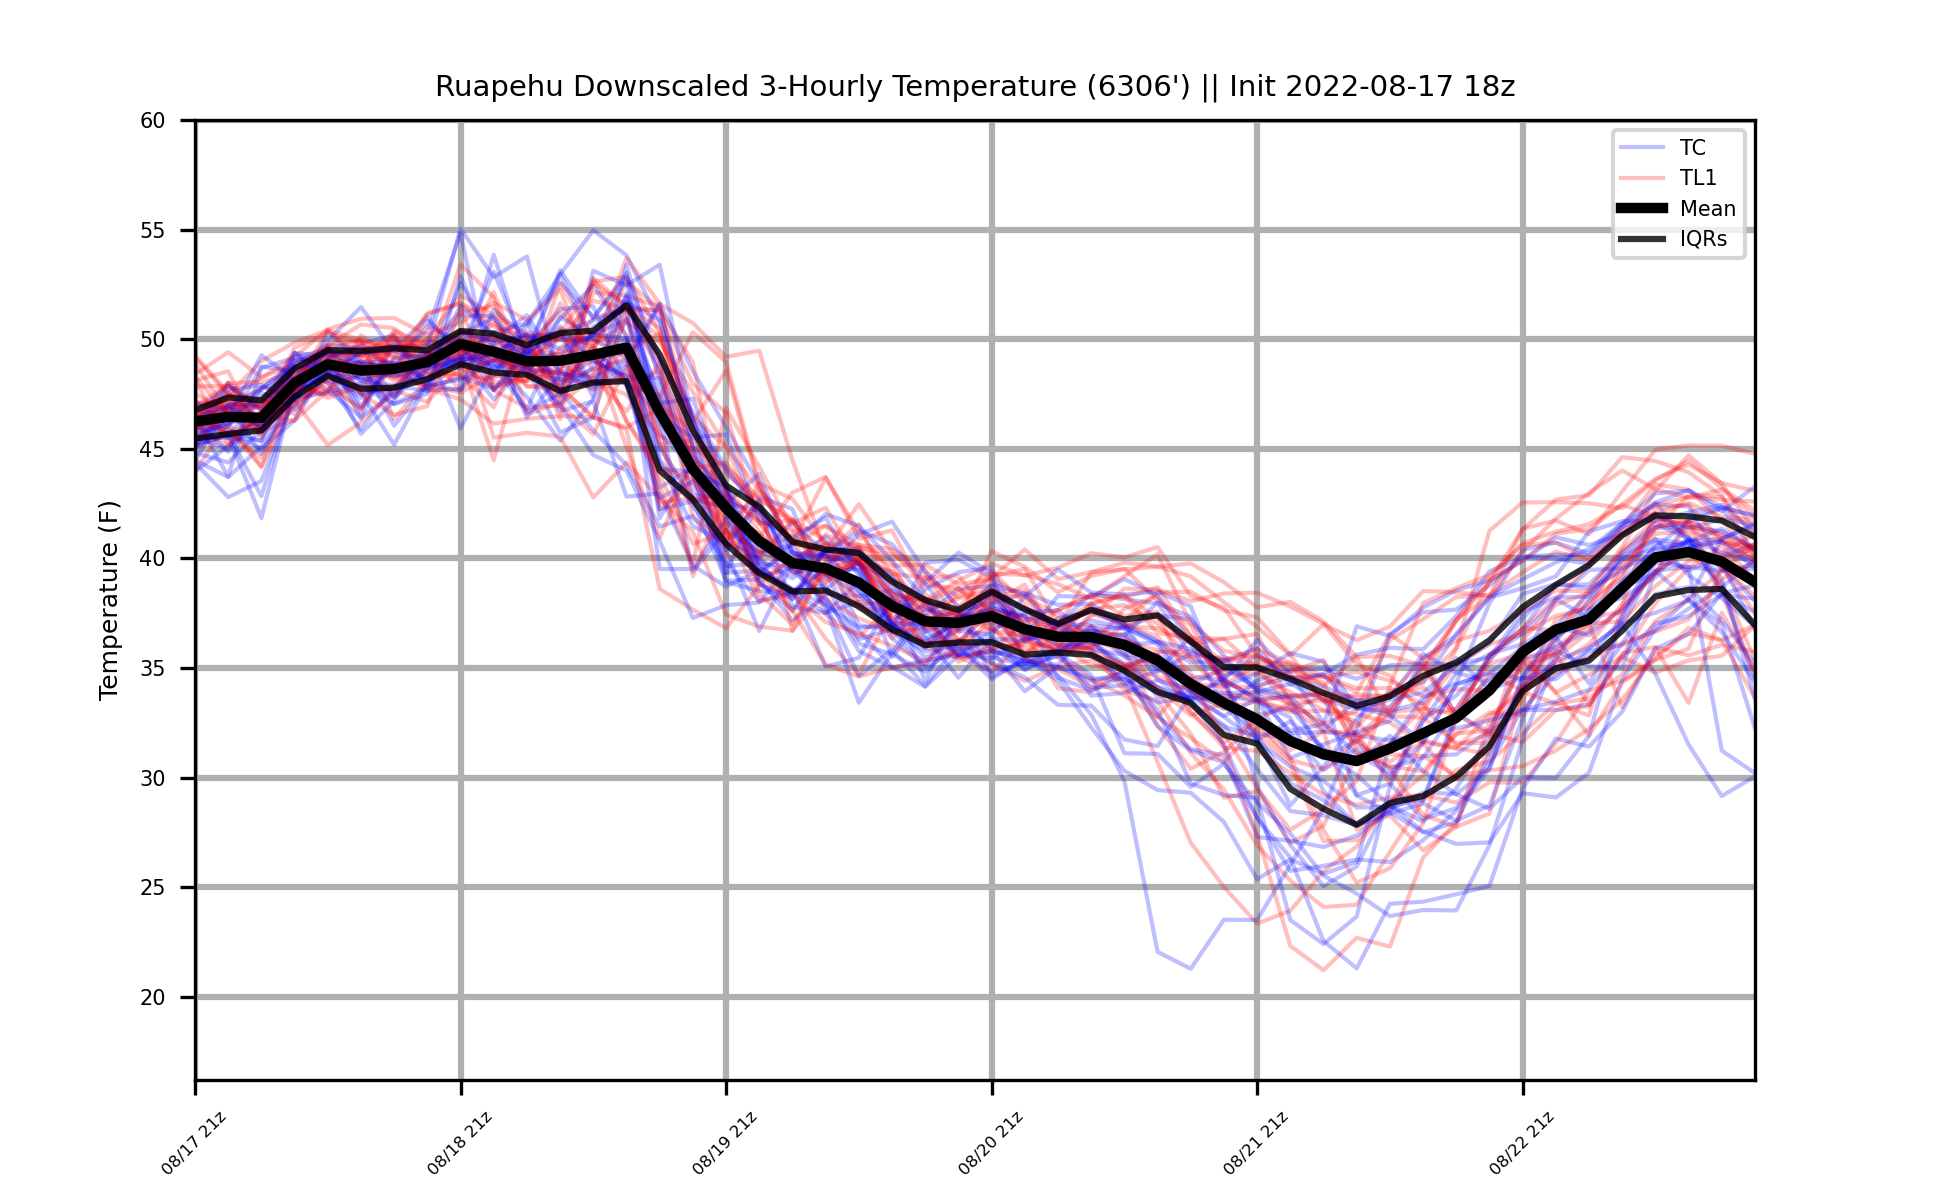 Ruapehu Downscaled 3-Hourly Temperature (6306') || Init 2022-08-17 18z
60
55
50
45
40
35
30
25
20
Temperature (F)
TC
TL1
Mean
IQRs
08/17 21z
08/18 21z
08/19 21z
08/20 21z
08/21 21z
08/22 21z